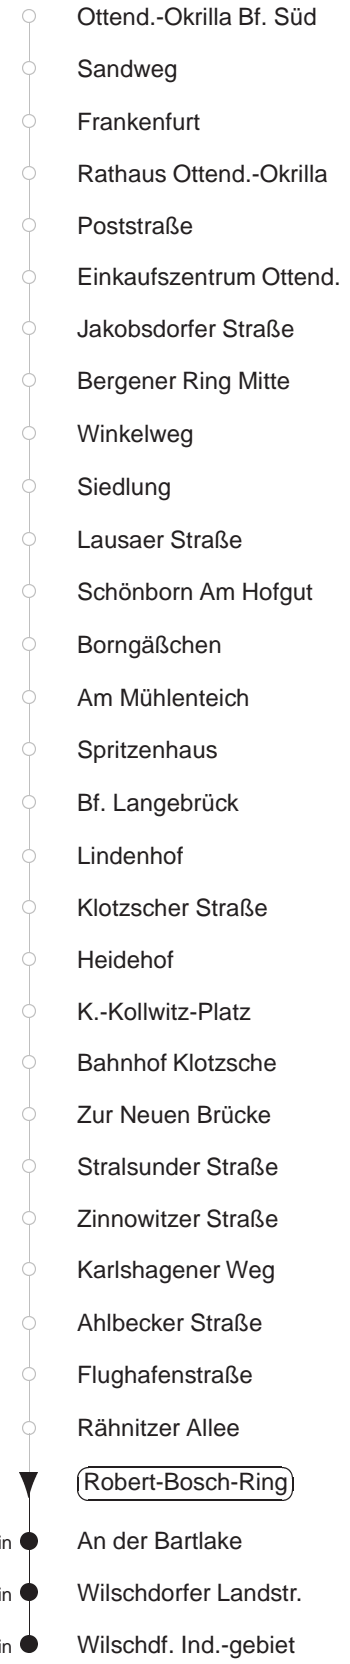 Ottend.-Okrilla Bf. Süd
Sandweg
Frankenfurt
Rathaus Ottend.-Okrilla
Poststraße
Einkaufszentrum Ottend.
Jakobsdorfer Straße
Bergener Ring Mitte
Winkelweg
Siedlung
Lausaer Straße
Schönborn Am Hofgut
Borngäßchen
Am Mühlenteich
Spritzenhaus
Bf. Langebrück
Lindenhof
Klotzscher Straße
Heidehof
K.-Kollwitz-Platz
Bahnhof Klotzsche
Zur Neuen Brücke
Stralsunder Straße
Zinnowitzer Straße
Karlshagener Weg
Ahlbecker Straße
Flughafenstraße
Rähnitzer Allee
Robert-Bosch-Ring
in An der Bartlake
in Wilschdorfer Landstr.
in Wilschdf. Ind.-gebiet